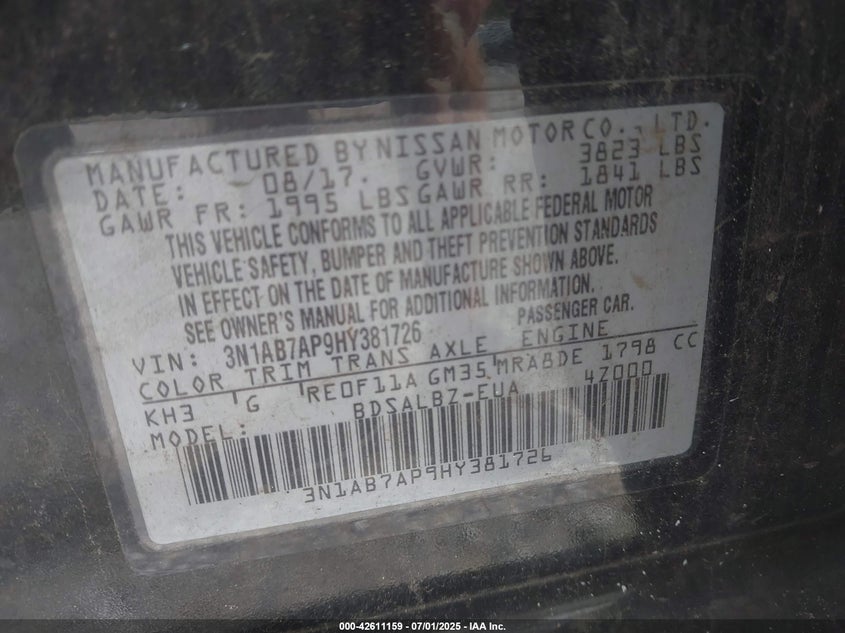 MANUFACTURED BY NISSAN MOTOR CO., LTD.
DATE: 08/17. GVWR: 3823 LBS
GAWR FR: 1995 LBS GAWR RR: 1841 LBS
THIS VEHICLE CONFORMS TO ALL APPLICABLE FEDERAL MOTOR
VEHICLE SAFETY, BUMPER AND THEFT PREVENTION STANDARDS
IN EFFECT ON THE DATE OF MANUFACTURE SHOWN ABOVE.
SEE OWNER'S MANUAL FOR ADDITIONAL INFORMATION.
VIN: 3N1AB7AP9HY381726 PASSENGER CAR.
COLOR TRIM TRANS AXLE ENGINE
KH3 G RE0F11A GM35 MRA8DE 1798 CC
MODEL: BDSALBZ-EUA 4Z000
3N1AB7AP9HY381726
000-42611159 - 07/01/2025 - IAA Inc.